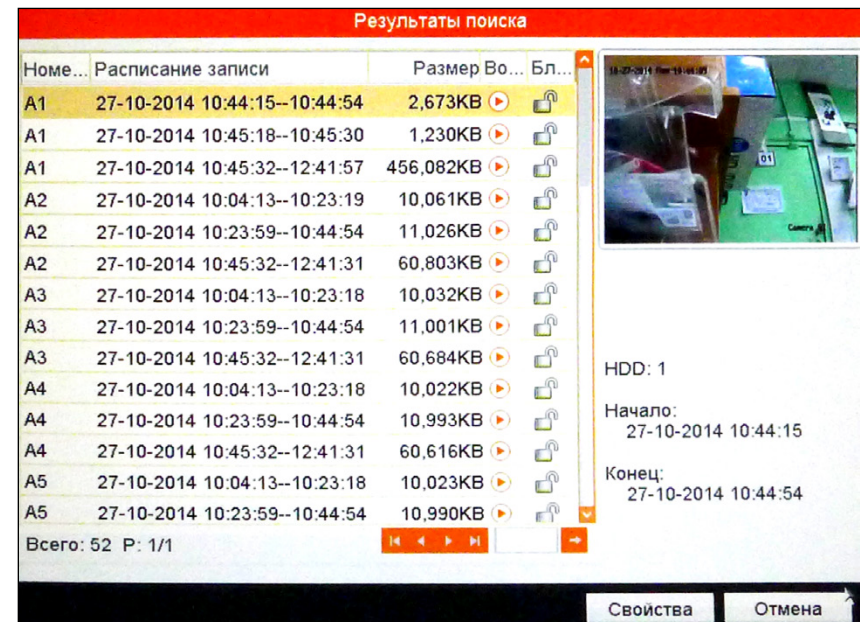 Результаты поиска
Номе... Расписание записи Размер Во... Бл...
A1 27-10-2014 10:44:15--10:44:54 2,673KB
A1 27-10-2014 10:45:18--10:45:30 1,230KB
A1 27-10-2014 10:45:32--12:41:57 456,082KB
A2 27-10-2014 10:04:13--10:23:19 10,061KB
A2 27-10-2014 10:23:59--10:44:54 11,026KB
A2 27-10-2014 10:45:32--12:41:31 60,803KB
A3 27-10-2014 10:04:13--10:23:18 10,032KB
A3 27-10-2014 10:23:59--10:44:54 11,001KB
A3 27-10-2014 10:45:32--12:41:31 60,684KB
A4 27-10-2014 10:04:13--10:23:18 10,022KB
A4 27-10-2014 10:23:59--10:44:54 10,993KB
A4 27-10-2014 10:45:32--12:41:31 60,616KB
A5 27-10-2014 10:04:13--10:23:18 10,023KB
A5 27-10-2014 10:23:59--10:44:54 10,990KB
Всего: 52 P: 1/1
01
Camera
HDD: 1
Начало:
27-10-2014 10:44:15
Конец:
27-10-2014 10:44:54
Свойства Отмена